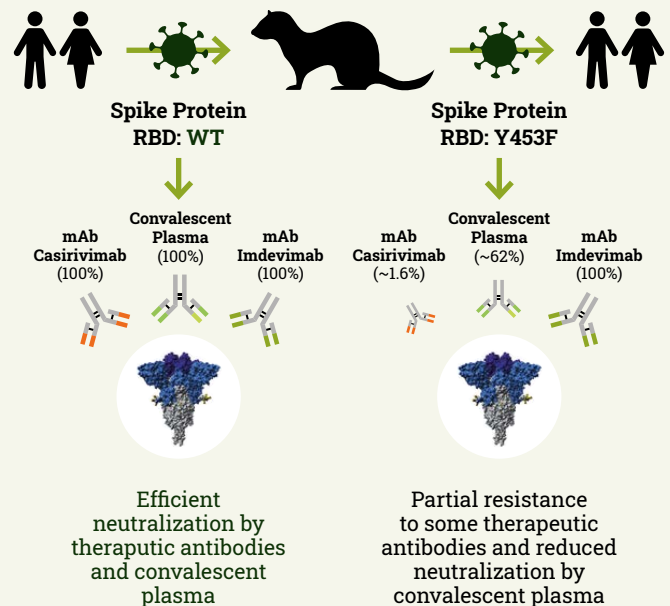 Spike Protein
RBD: WT
Spike Protein
RBD: Y453F
mAb
Casirivimab
(100%)
Convalescent
Plasma
(100%)
mAb
Imdevimab
(100%)
mAb
Casirivimab
(~1.6%)
Convalescent
Plasma
(~62%)
mAb
Imdevimab
(100%)
Efficient
neutralization by
theraputic antibodies
and convalescent
plasma
Partial resistance
to some therapeutic
antibodies and reduced
neutralization by
convalescent plasma